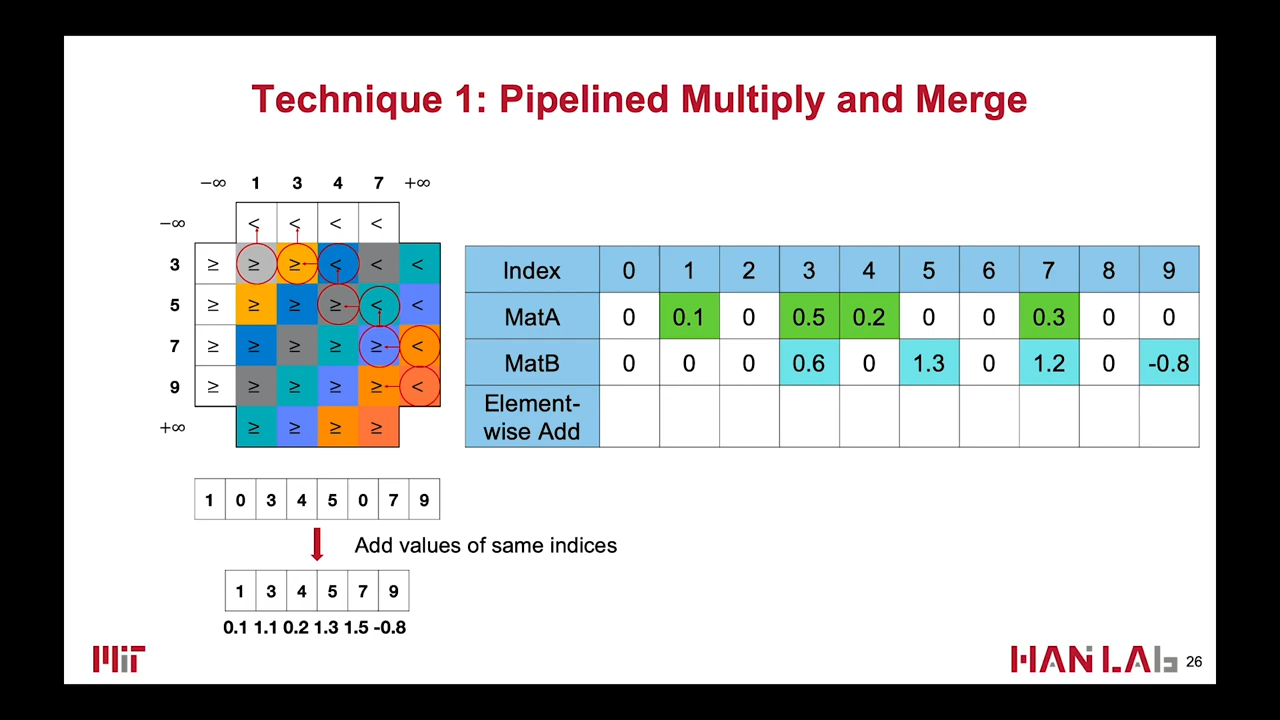 Technique 1: Pipelined Multiply and Merge
−∞ 1 3 4 7 +∞
−∞ < < < <
3 ≥ ≥ ≥ < < <
5 ≥ ≥ ≥ ≥ < <
7 ≥ ≥ ≥ ≥ ≥ <
9 ≥ ≥ ≥ ≥ ≥ <
+∞ ≥ ≥ ≥ ≥
Index 0 1 2 3 4 5 6 7 8 9
MatA 0 0.1 0 0.5 0.2 0 0 0.3 0 0
MatB 0 0 0 0.6 0 1.3 0 1.2 0 -0.8
Element-
wise Add
1 0 3 4 5 0 7 9
Add values of same indices
1 3 4 5 7 9
0.1 1.1 0.2 1.3 1.5 -0.8
MIT
HAN LAb 26